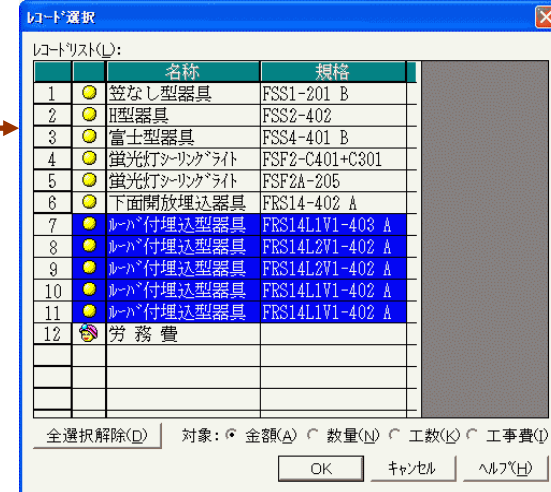 ﾚｺｰﾄﾞ選択
ﾚｺｰﾄﾞﾘｽﾄ(L):
名称 規格
1 笠なし型器具 FSS1-201 B
2 H型器具 FSS2-402
3 富士型器具 FSS4-401 B
4 蛍光灯ｼｰﾘﾝｸﾞﾗｲﾄ FSF2-C401+C301
5 蛍光灯ｼｰﾘﾝｸﾞﾗｲﾄ FSF2A-205
6 下面開放埋込器具 FRS14-402 A
7 ﾙｰﾊﾞ付埋込型器具 FRS14L1V1-403 A
8 ﾙｰﾊﾞ付埋込型器具 FRS14L2V1-402 A
9 ﾙｰﾊﾞ付埋込型器具 FRS14L2V1-402 A
10 ﾙｰﾊﾞ付埋込型器具 FRS14L1V1-402 A
11 ﾙｰﾊﾞ付埋込型器具 FRS14L1V1-402 A
12 労 務 費
全選択解除(D) 対象: 金額(A) 数量(N) 工数(K) 工事費(I)
OK ｷｬﾝｾﾙ ﾍﾙﾌﾟ(H)